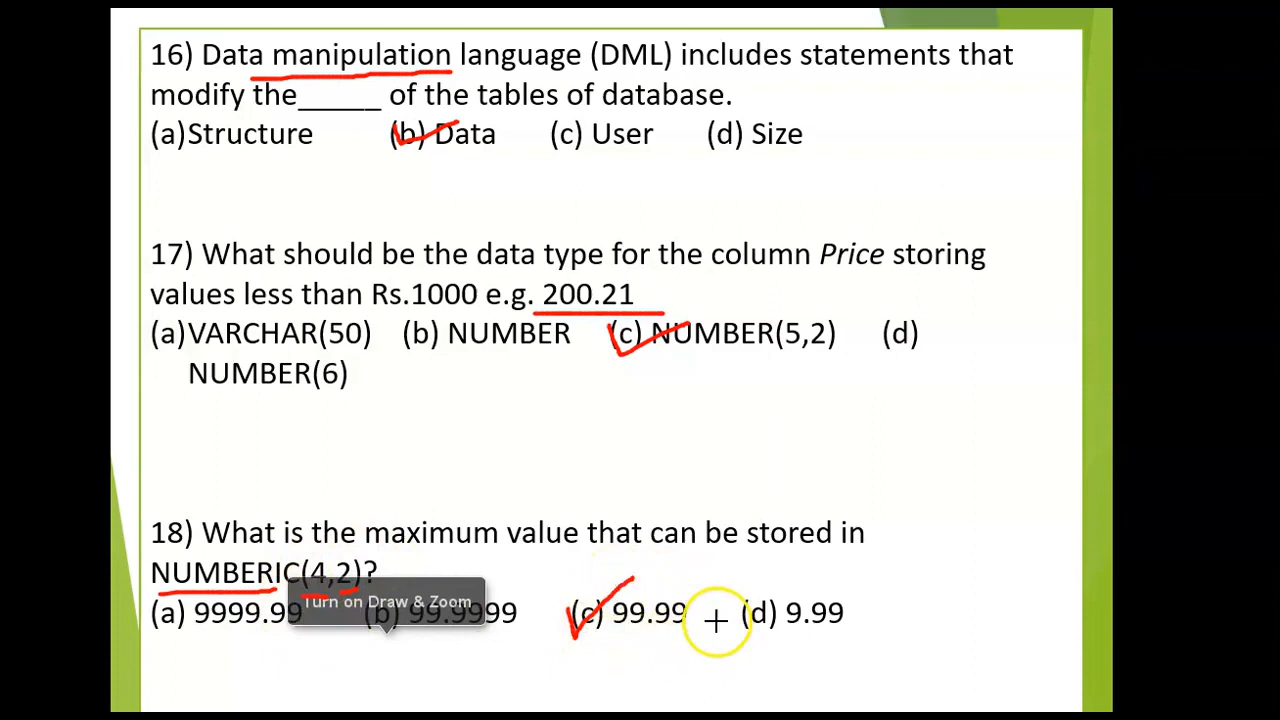 16) Data manipulation language (DML) includes statements that
modify the_____ of the tables of database.
(a)Structure (b) Data (c) User (d) Size
17) What should be the data type for the column Price storing
values less than Rs.1000 e.g. 200.21
(a)VARCHAR(50) (b) NUMBER (c) NUMBER(5,2) (d)
NUMBER(6)
18) What is the maximum value that can be stored in
NUMBERIC(4,2)?
Turn on Draw & Zoom
(a) 9999.99 (b) 99.9999 (c) 99.99 (d) 9.99